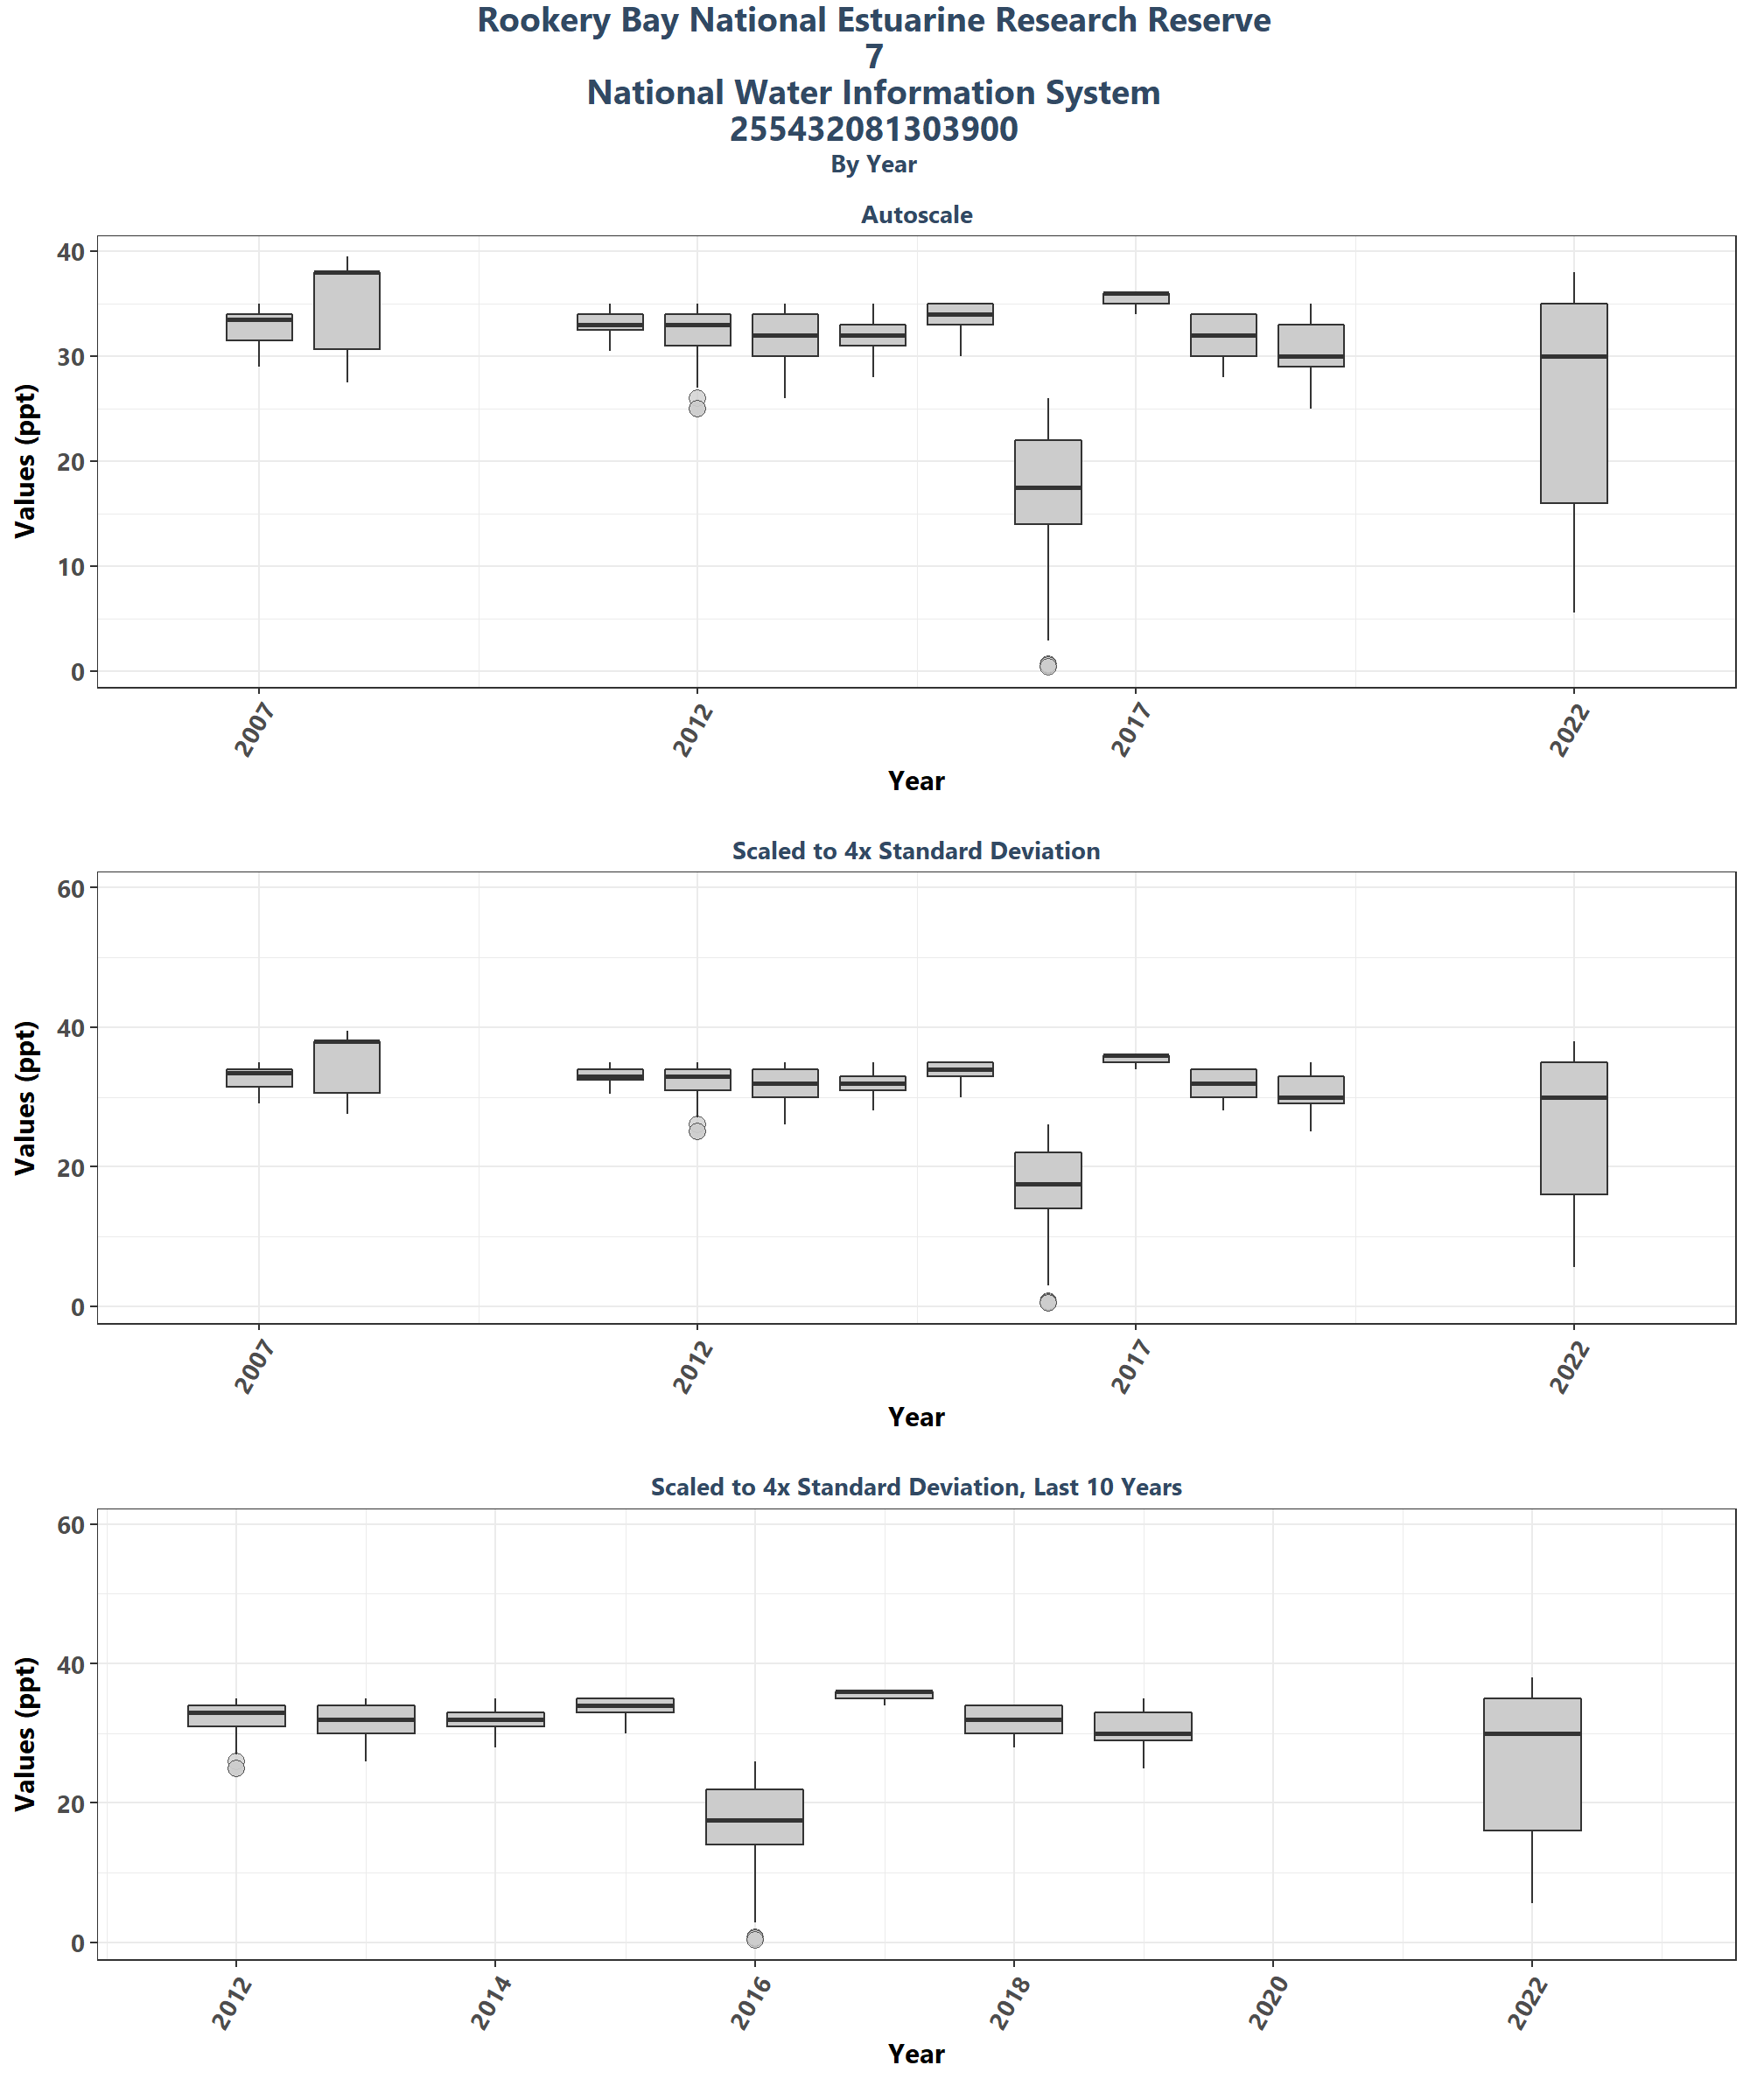 Rookery Bay National Estuarine Research Reserve
7
National Water Information System
255432081303900
By Year
Autoscale
Values (ppt)
40
30
20
10
0
2007
2012
2017
2022
Year
Scaled to 4x Standard Deviation
Values (ppt)
60
40
20
0
2007
2012
2017
2022
Year
Scaled to 4x Standard Deviation, Last 10 Years
Values (ppt)
60
40
20
0
2012
2014
2016
2018
2020
2022
Year